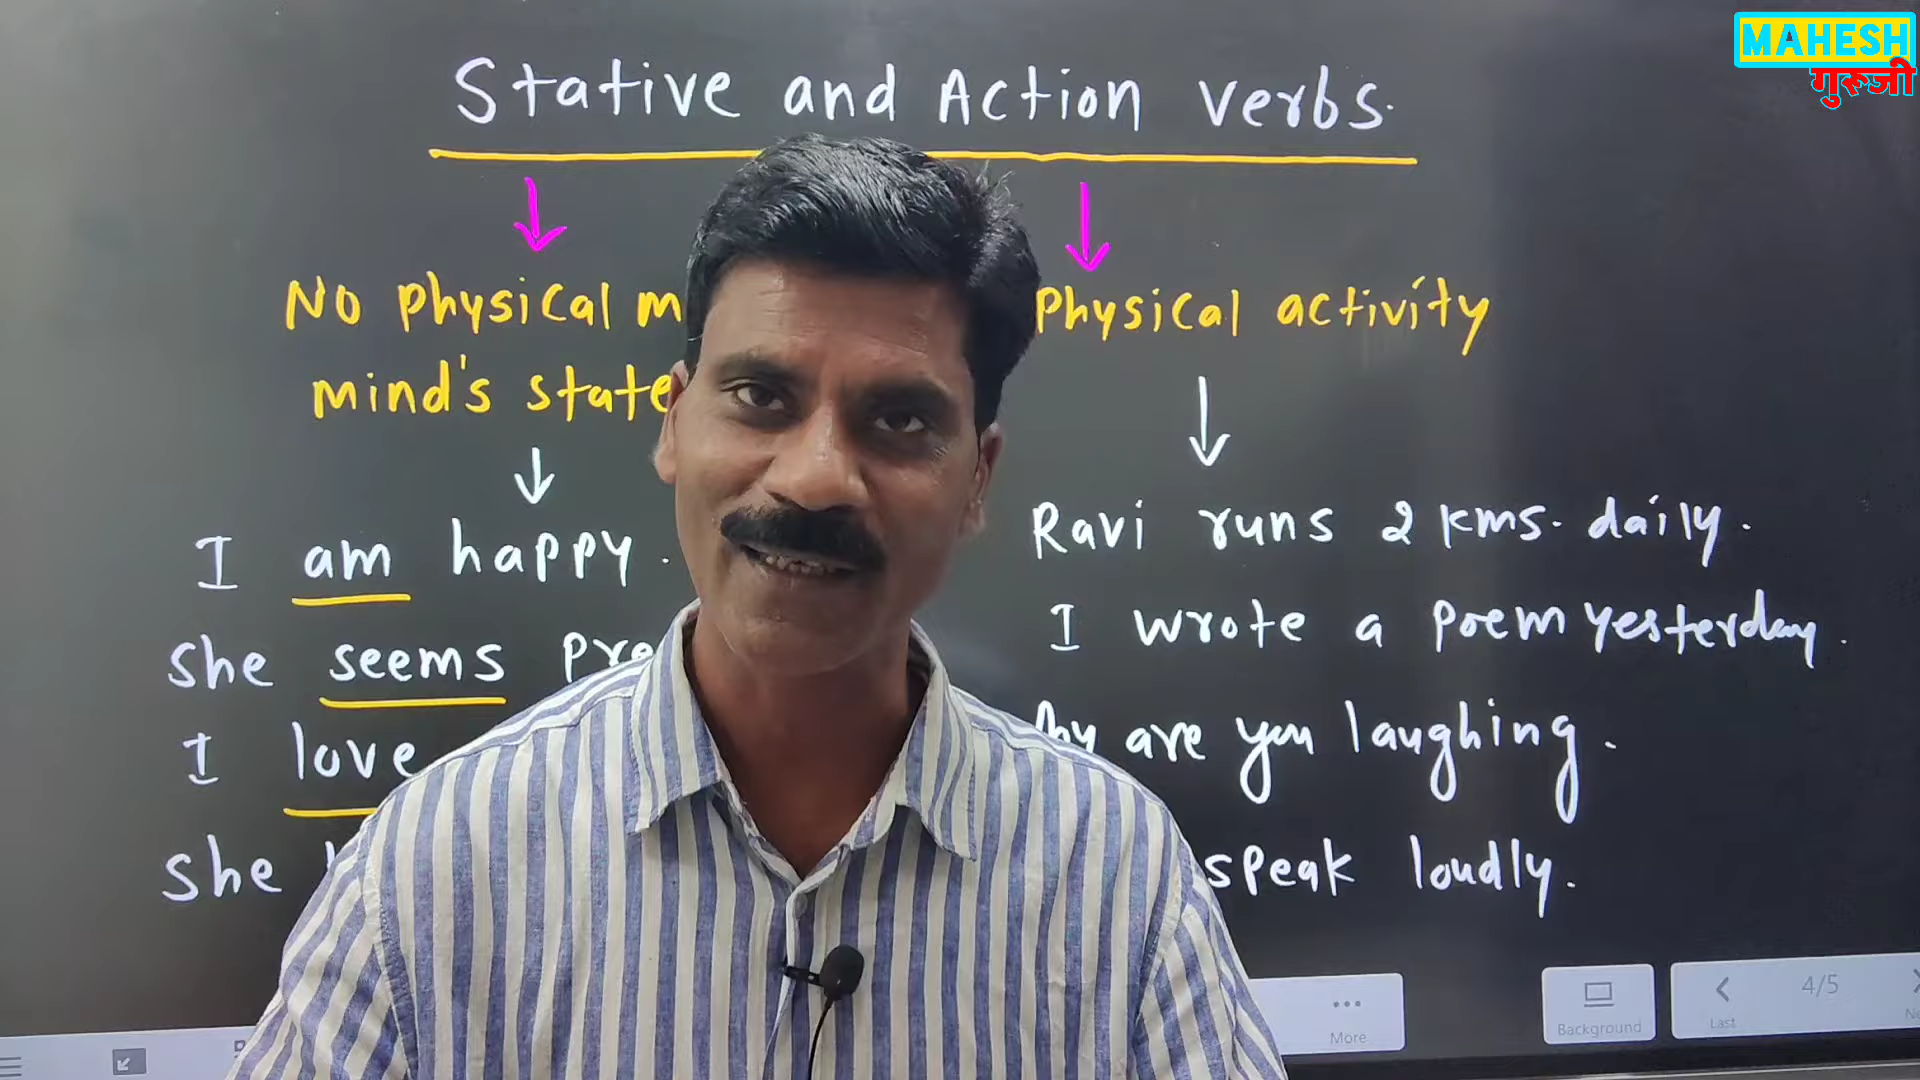 MAHESH
गुरूजी
Stative and Action verbs.
No physical m
Physical activity
mind's state
I am happy.
Ravi runs 2 kms. daily.
She seems pre
I wrote a poem yesterday.
I love
are you laughing.
She
speak loudly.
More
Background
Last
4/5